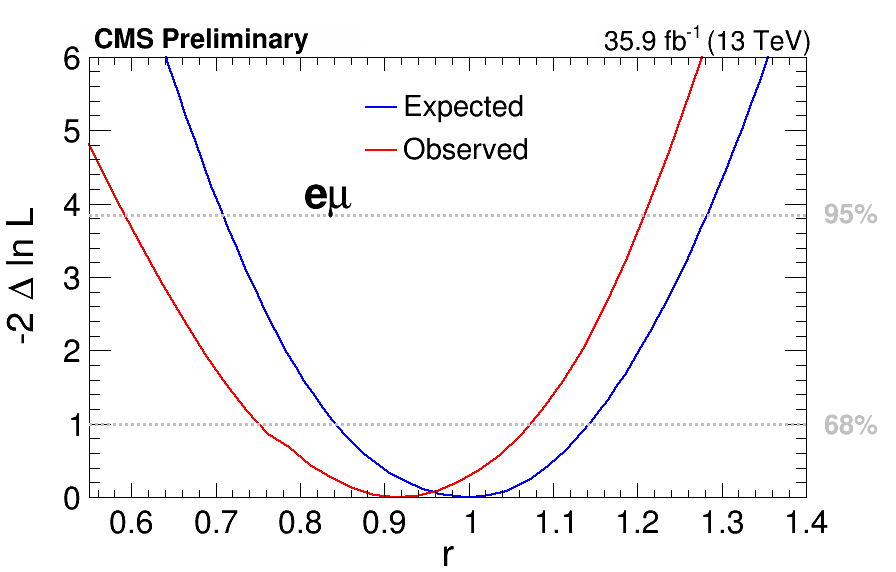 CMS Preliminary 35.9 fb⁻¹ (13 TeV)
6
Expected
5
Observed
eμ
4
95%
3
2
1
68%
0
0.6 0.7 0.8 0.9 1 1.1 1.2 1.3 1.4
r
-2 Δ ln L